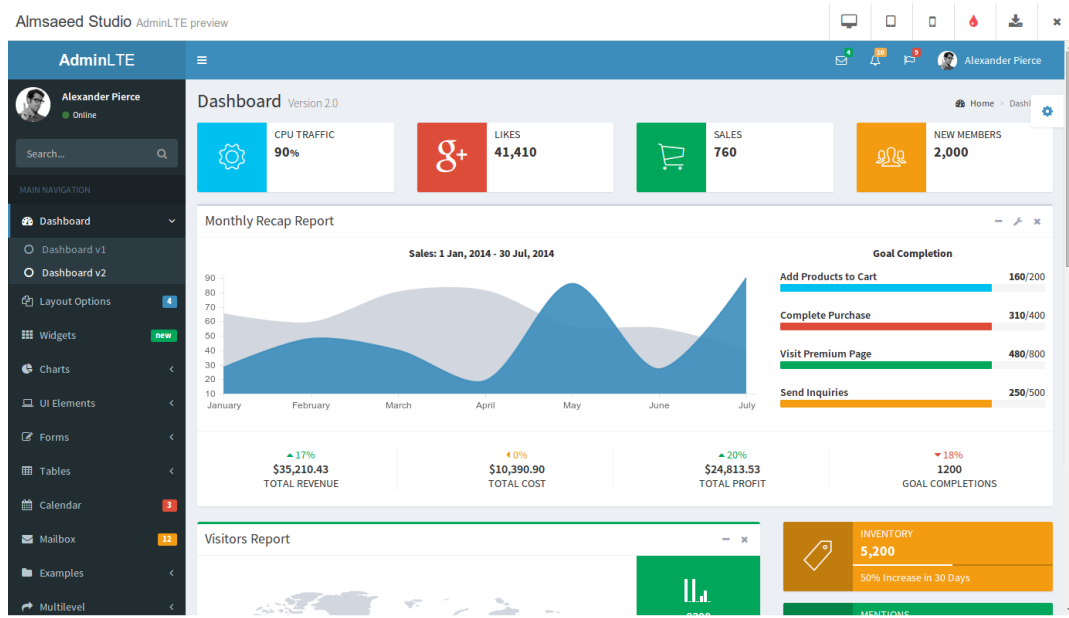 Almsaeed Studio AdminLTE preview
AdminLTE
4
10
9
Alexander Pierce
Alexander Pierce
Online
Search...
MAIN NAVIGATION
Dashboard
Dashboard v1
Dashboard v2
Layout Options 4
Widgets new
Charts
UI Elements
Forms
Tables
Calendar 3
Mailbox 12
Examples
Multilevel
Dashboard Version 2.0
Home > Dash
CPU TRAFFIC
90%
g+
LIKES
41,410
SALES
760
NEW MEMBERS
2,000
Monthly Recap Report
Sales: 1 Jan, 2014 - 30 Jul, 2014
90
80
70
60
50
40
30
20
10
January February March April May June July
Goal Completion
Add Products to Cart 160/200
Complete Purchase 310/400
Visit Premium Page 480/800
Send Inquiries 250/500
17%
$35,210.43
TOTAL REVENUE
0%
$10,390.90
TOTAL COST
20%
$24,813.53
TOTAL PROFIT
18%
1200
GOAL COMPLETIONS
Visitors Report
INVENTORY
5,200
50% Increase in 30 Days
MENTIONS